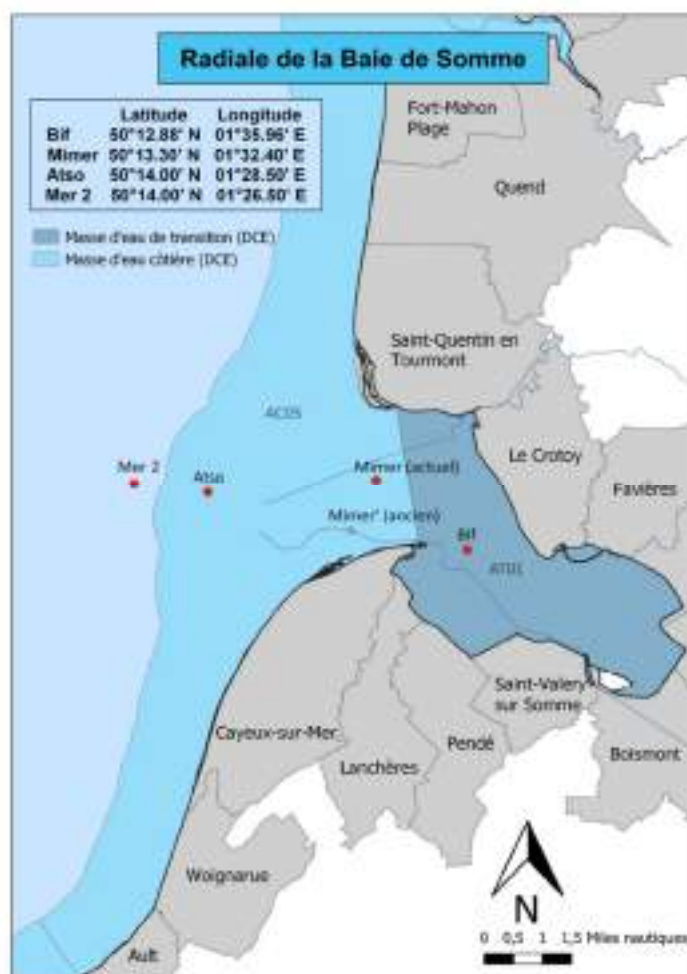 Radiale de la Baie de Somme
Latitude Longitude
Bif 50°12.88' N 01°35.96' E
Mimer 50°13.30' N 01°32.40' E
Atso 50°14.00' N 01°28.50' E
Mer 2 50°14.00' N 01°26.50' E
Masse d'eau de transition (DCE)
Masse d'eau côtière (DCE)
Fort-Mahon
Plage
Quend
Saint-Quentin en
Tourmont
AC05
Le Crotoy
Mer 2
Atso
Mimer (actuel)
Favières
Mimer' (ancien)
Bif
AT01
Saint-Valery
sur Somme
Cayeux-sur-Mer
Pendé
Boismont
Lanchères
Woignarue
N
Ault
0 0,5 1 1,5 Miles nautiques